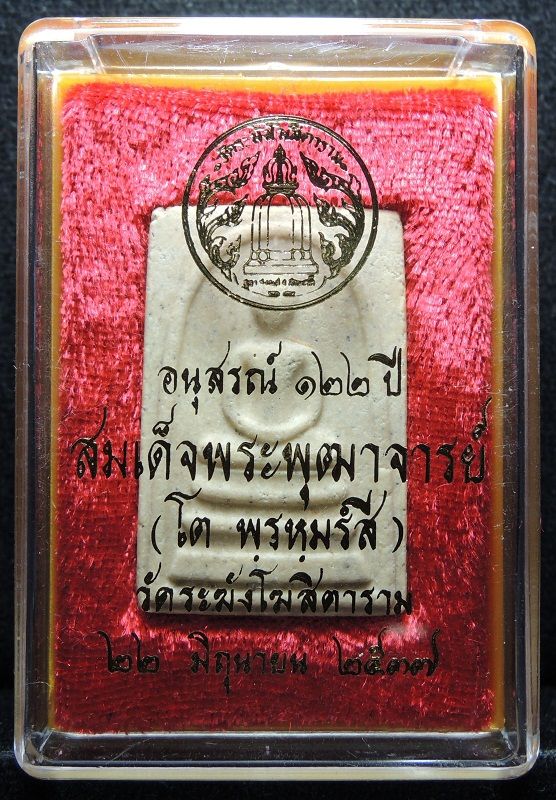 อนุสรณ์ ๑๒๒ ปี
สมเด็จพระพุฒาจารย์
(โต พฺรหฺมรํสี)
วัดระฆังโฆสิตาราม
๒๒ มิถุนายน ๒๕๓๗